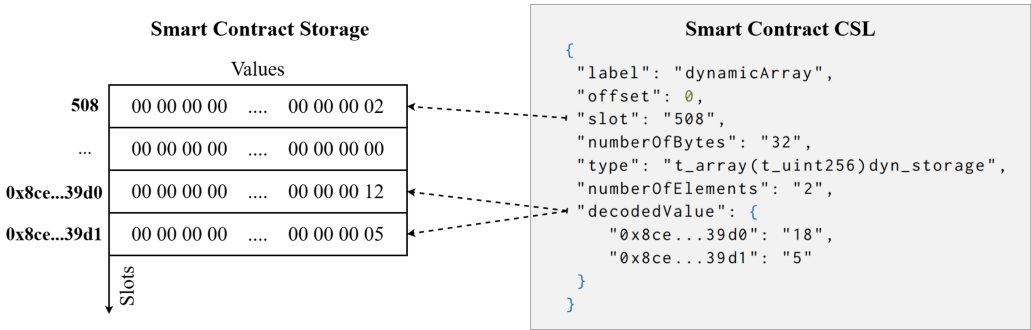 Smart Contract Storage
Values
508 00 00 00 00 .... 00 00 00 02
... 00 00 00 00 .... 00 00 00 00
0x8ce...39d0 00 00 00 00 .... 00 00 00 12
0x8ce...39d1 00 00 00 00 .... 00 00 00 05
Slots
Smart Contract CSL
{
"label": "dynamicArray",
"offset": 0,
"slot": "508",
"numberOfBytes": "32",
"type": "t_array(t_uint256)dyn_storage",
"numberOfElements": "2",
"decodedValue": {
"0x8ce...39d0": "18",
"0x8ce...39d1": "5"
}
}